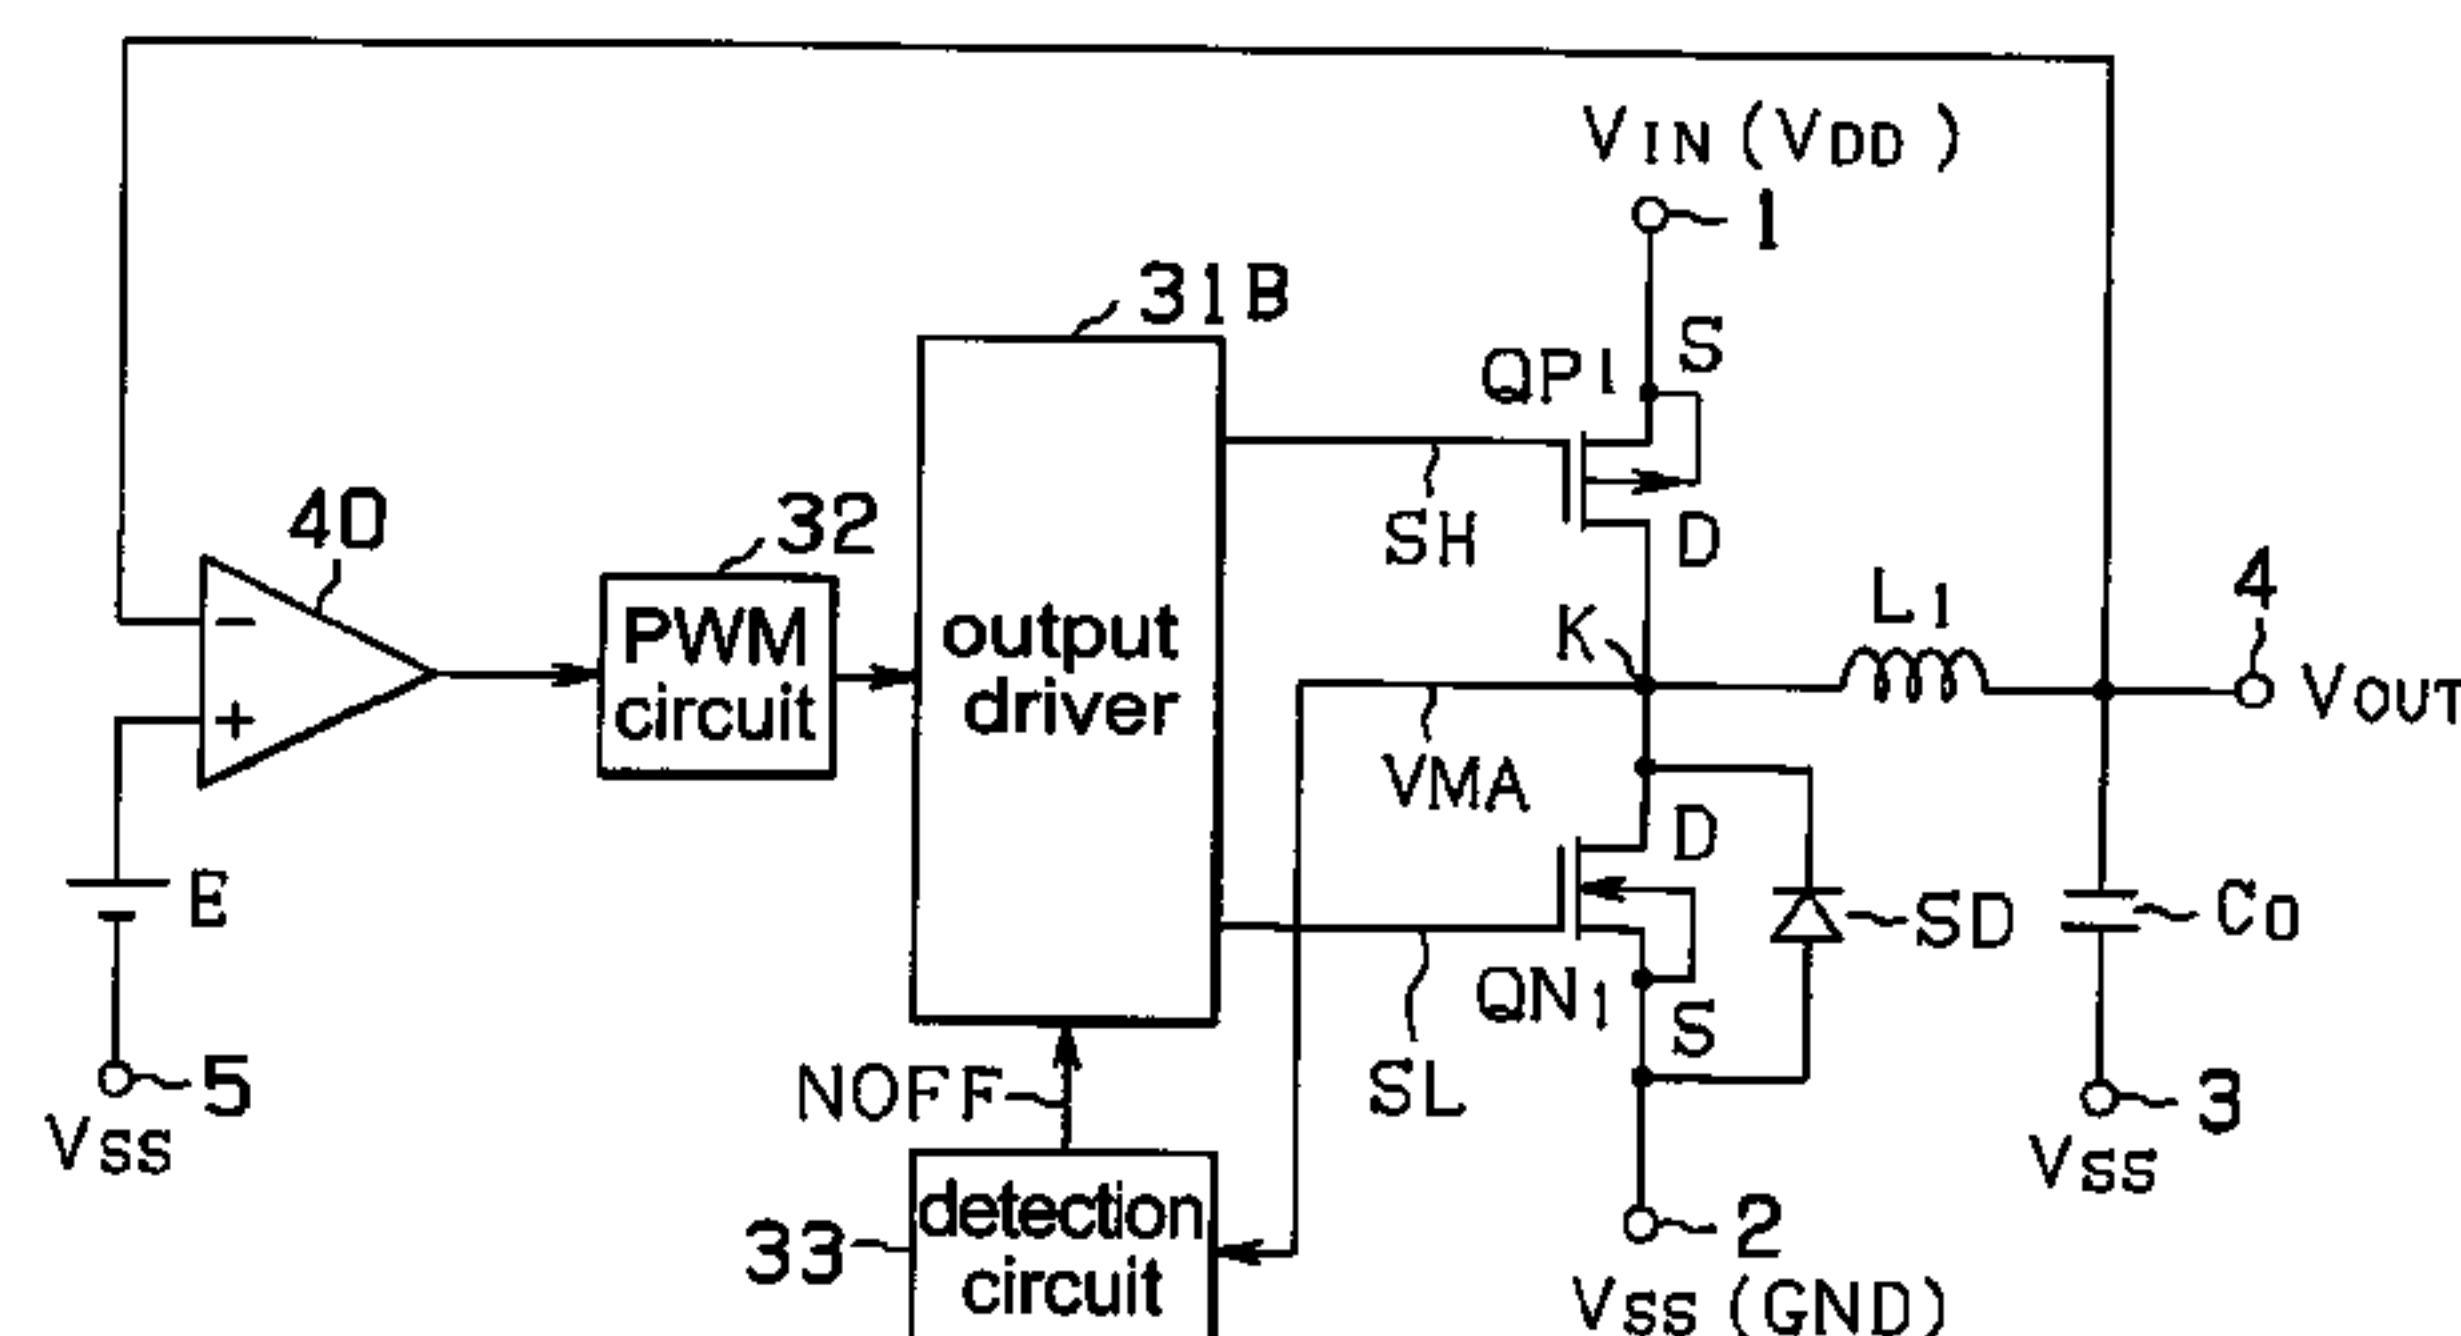 VIN (VDD)
1
31B
S
QP1
40
32
SH
D
PWM
circuit
output
driver
K
L1
4
VOUT
−
+
VMA
D
E
SD
CO
QN1
S
SL
NOFF
5
VSS
3
VSS
detection
circuit
33
2
VSS (GND)